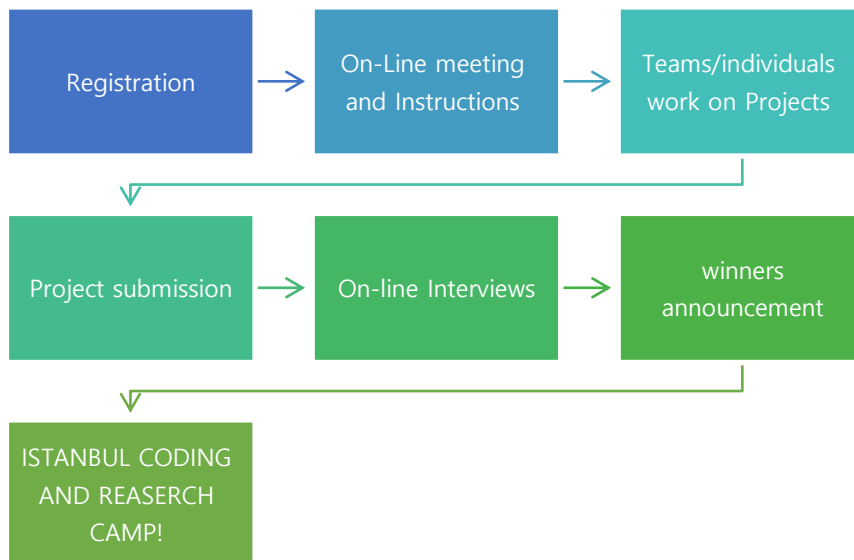 Registration
On-Line meeting
and Instructions
Teams/individuals
work on Projects
Project submission
On-line Interviews
winners
announcement
ISTANBUL CODING
AND REASERCH
CAMP!